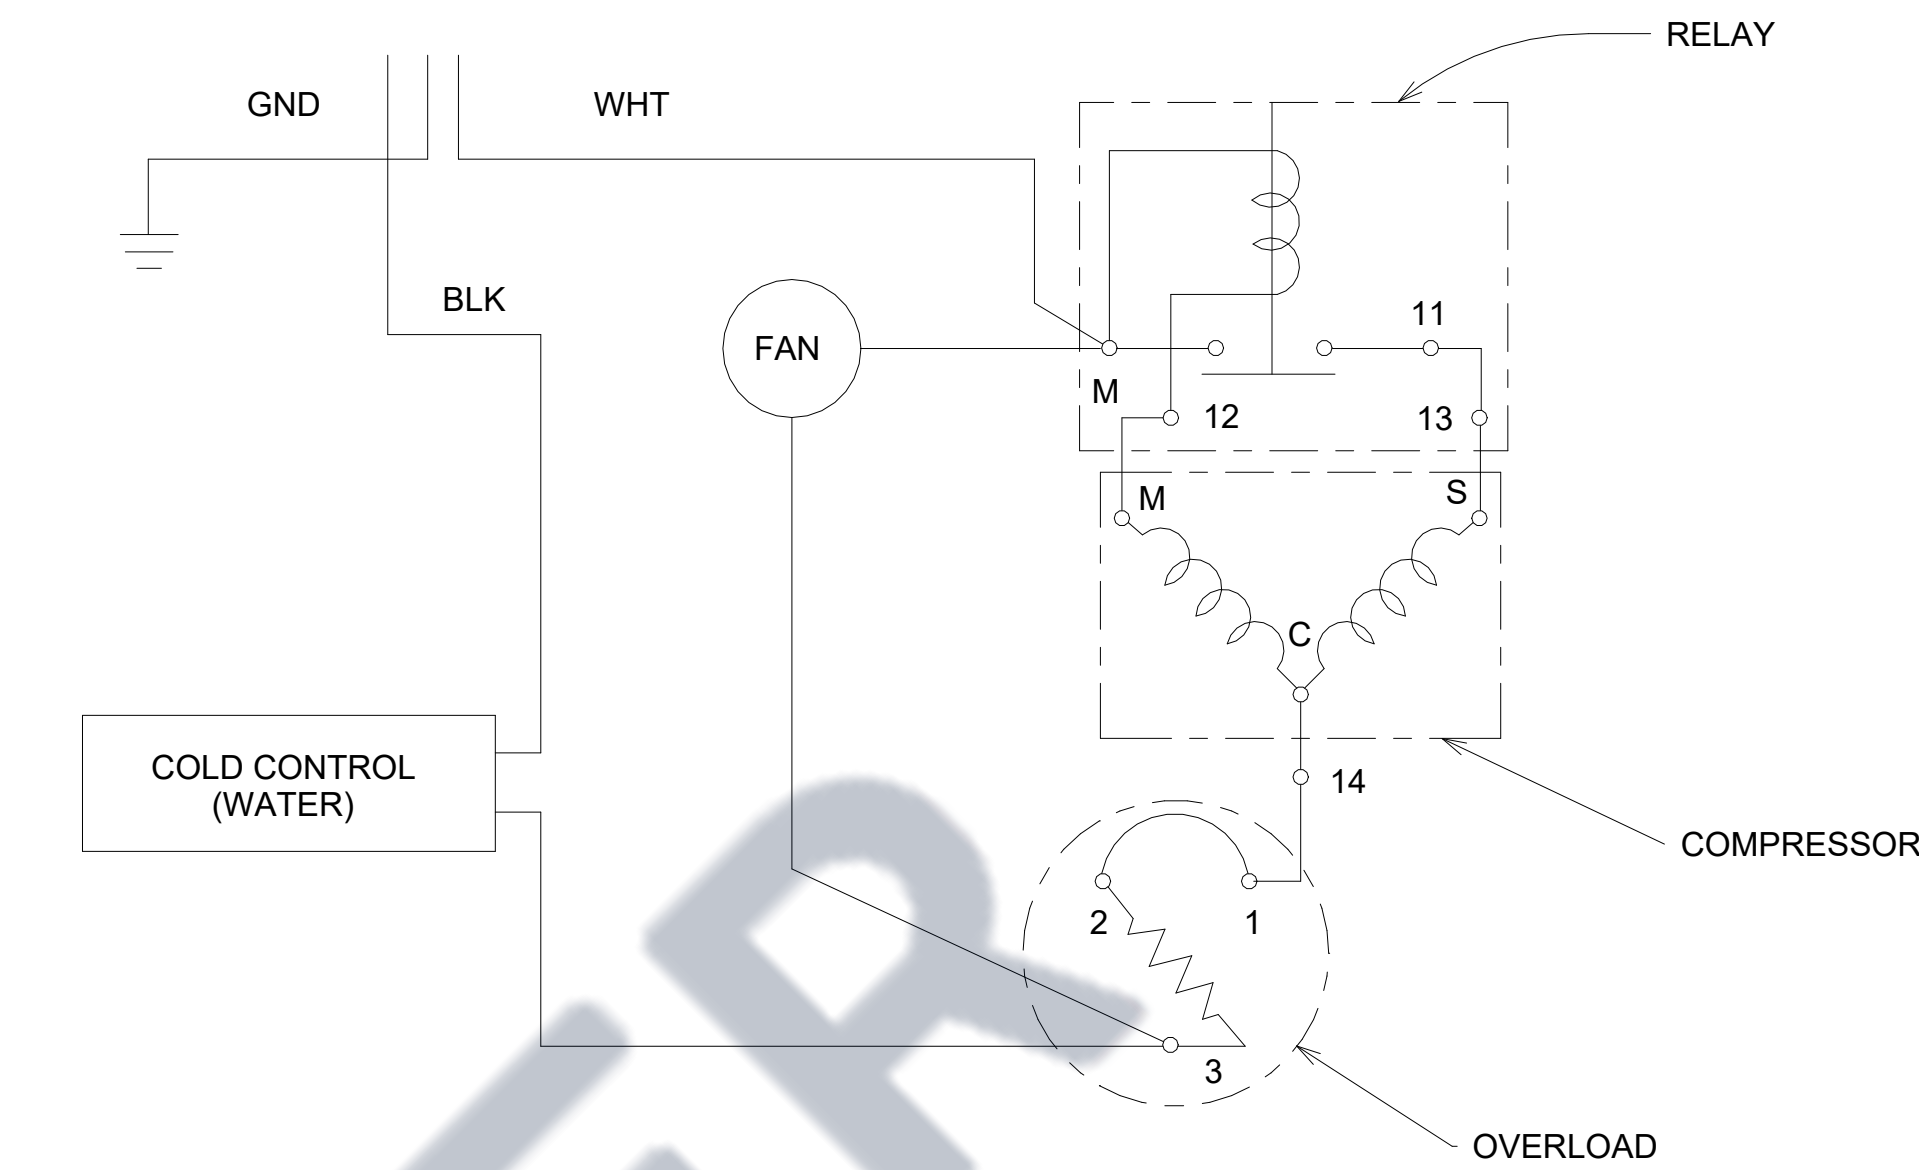 RELAY
GND
WHT
BLK
FAN
11
M
12
13
M
S
C
COLD CONTROL
(WATER)
14
COMPRESSOR
2
1
3
OVERLOAD